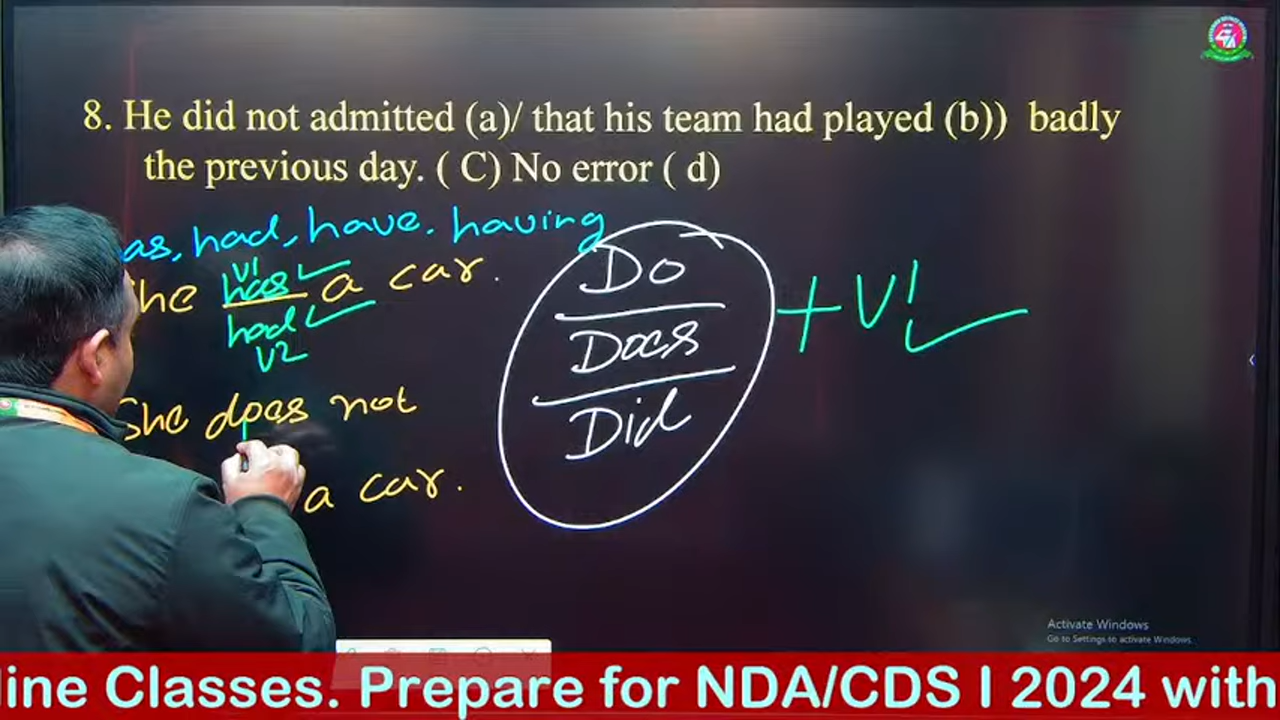 8. He did not admitted (a)/ that his team had played (b)) badly
the previous day. ( C) No error ( d)
as, had, have. having
he has a car.
V1
had
V2
She does not
a car.
Do
Does
Did
+ V1
Activate Windows
Go to Settings to activate Windows.
line Classes. Prepare for NDA/CDS I 2024 with